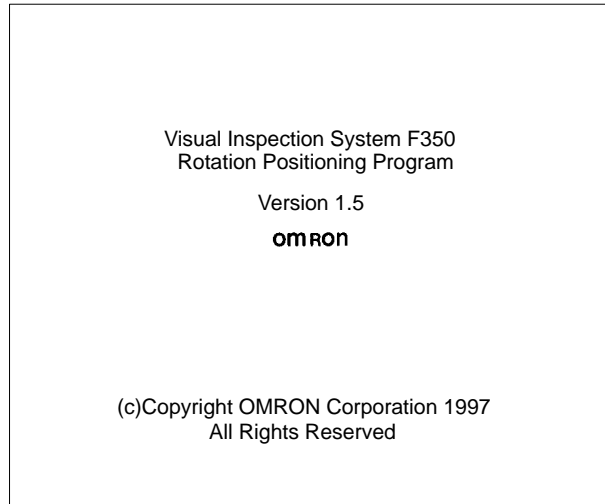 Visual Inspection System F350
Rotation Positioning Program
Version 1.5
omron
(c)Copyright OMRON Corporation 1997
All Rights Reserved